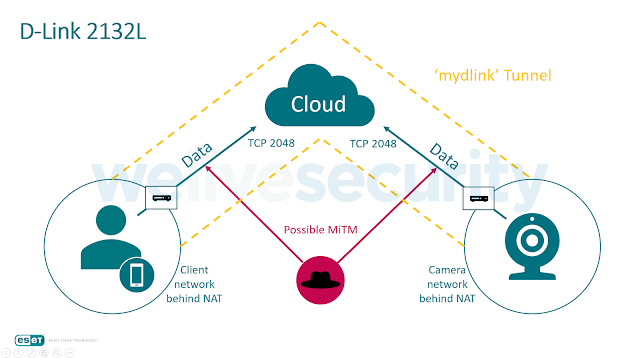 D-Link 2132L
'mydlink' Tunnel
Cloud
Data
TCP 2048
TCP 2048
Data
welivesecurity
Possible MiTM
Client
network
behind NAT
Camera
network
behind NAT
eset